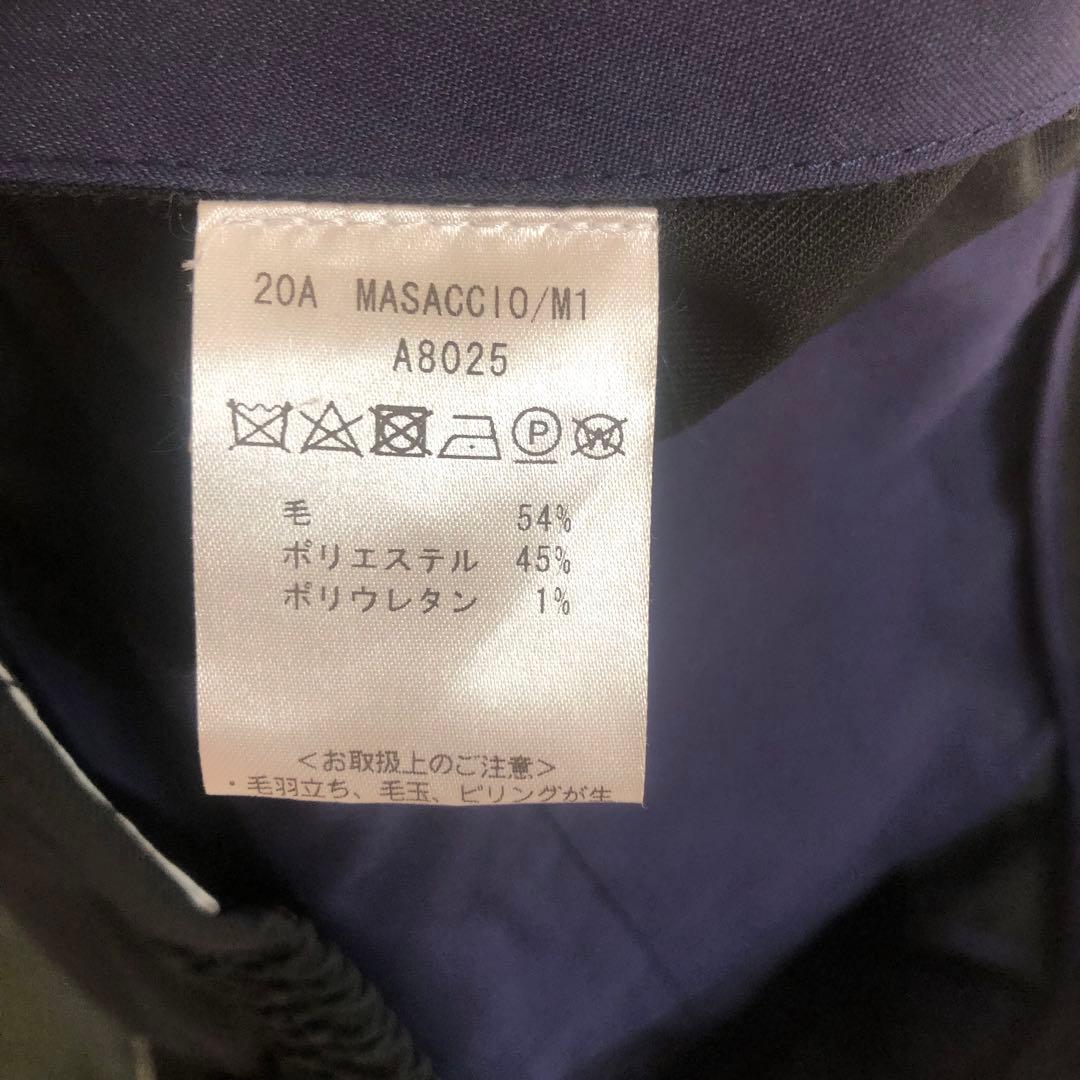 20A MASACCIO/M1
A8025
P W
毛 54%
ポリエステル 45%
ポリウレタン 1%
<お取扱上のご注意>
・毛羽立ち、毛玉、ピリングが生